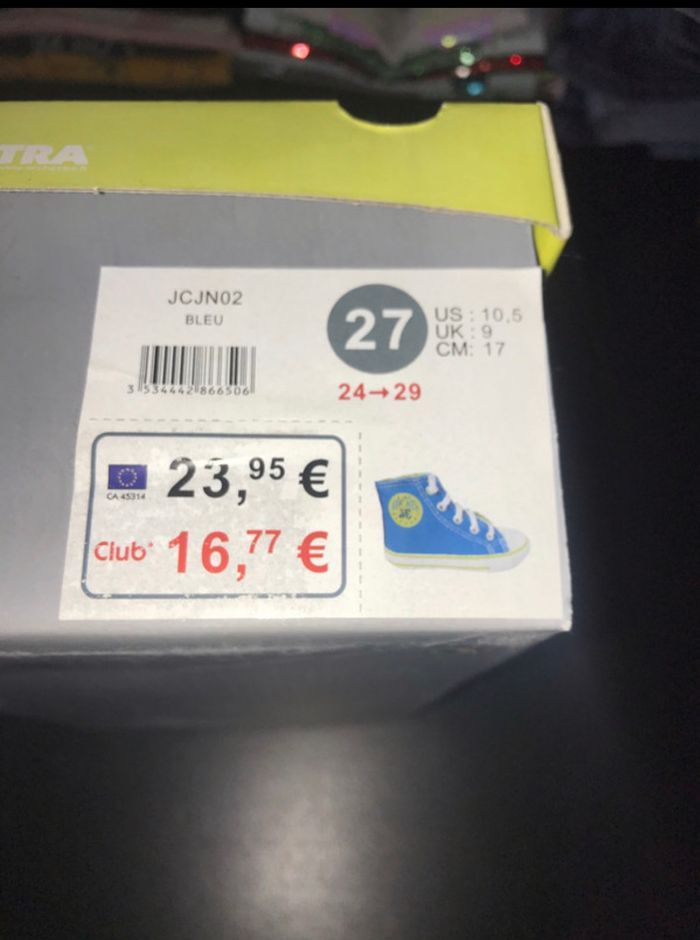 TRA
JCJN02
BLEU
3 534442 866506
27
US : 10,5
UK : 9
CM: 17
24→29
CA 45314
23,95 €
Club* 16,77 €